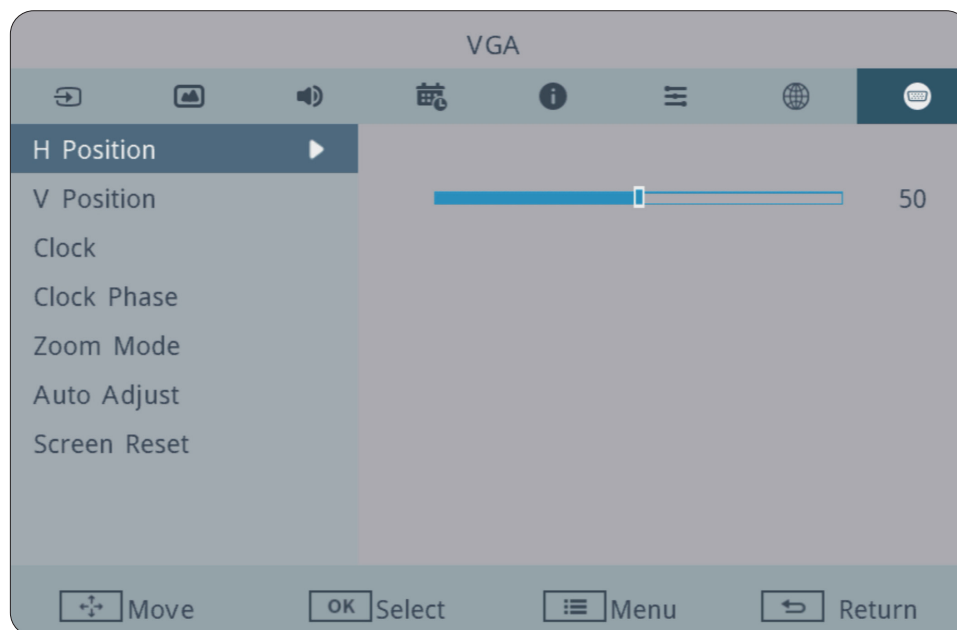 VGA
H Position
V Position
50
Clock
Clock Phase
Zoom Mode
Auto Adjust
Screen Reset
Move
OK Select
Menu
Return